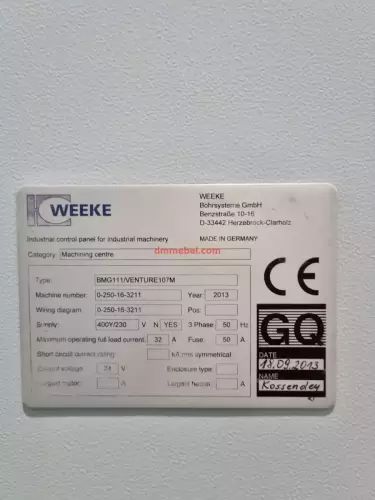 WEEKE
WEEKE
Bohrsysteme GmbH
Benzstraße 10-16
D-33442 Herzebrock-Clarholz
Industrial control panel for industrial machinery
MADE IN GERMANY
dmmebel.com
Category: Machining centre
Type: BMG111/VENTURE107M
Machine number: 0-250-16-3211 Year: 2013
Wiring diagram: 0-250-16-3211 Pos:
Supply: 400Y/230 V N YES 3 Phase 50 Hz
Maximum operating full load current: 32 A Fuse: 50 A
Short circuit current rating: kA rms symmetrical
Control voltage: 24 V Enclosure type:
Largest motor: A Largest heater: A
CE
GQ
DATE
18.09.2013
NAME
Kossendey